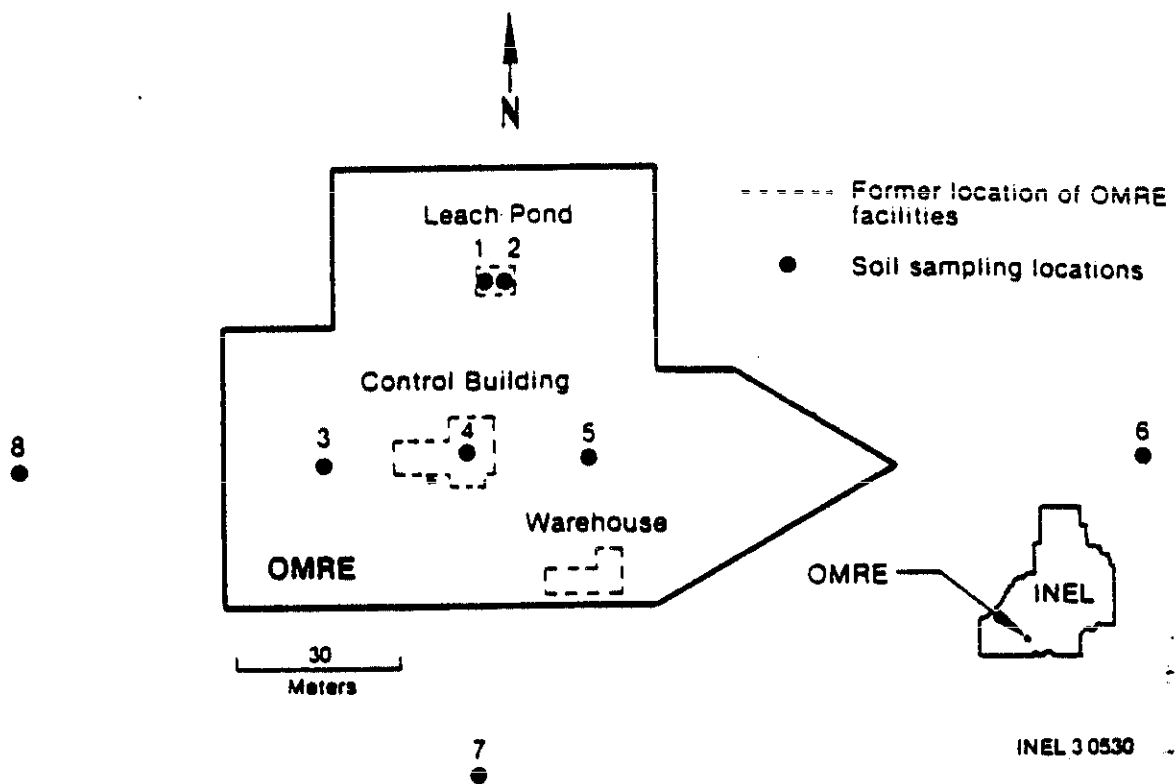 N
Leach Pond
1 2
----- Former location of OMRE
facilities
● Soil sampling locations
Control Building
8
3
4
5
6
Warehouse
OMRE
OMRE
INEL
30
Meters
7
INEL 3 0530